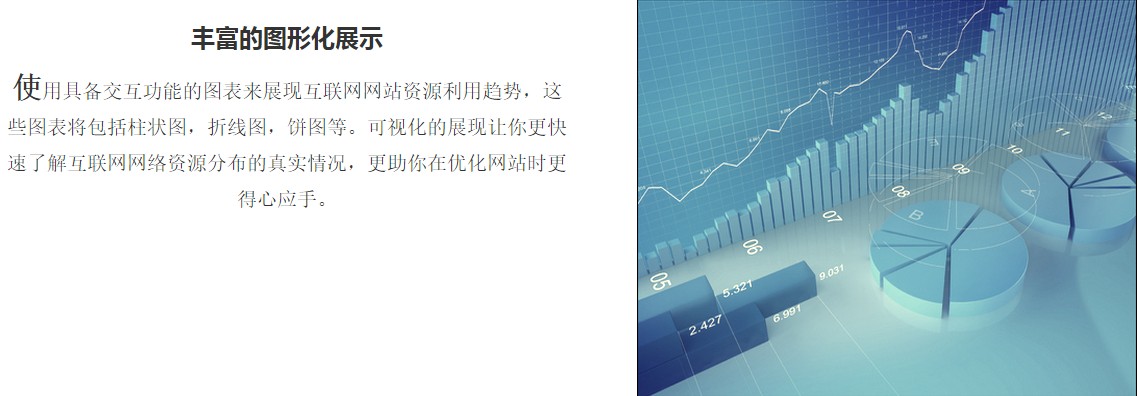 丰富的图形化展示
使用具备交互功能的图表来展现互联网网站资源利用趋势，这
些图表将包括柱状图，折线图，饼图等。可视化的展现让你更快
速了解互联网网络资源分布的真实情况，更助你在优化网站时更
得心应手。
12
11
10
09
08
07
06
05
A
B
E
9.031
5.321
6.991
2.427